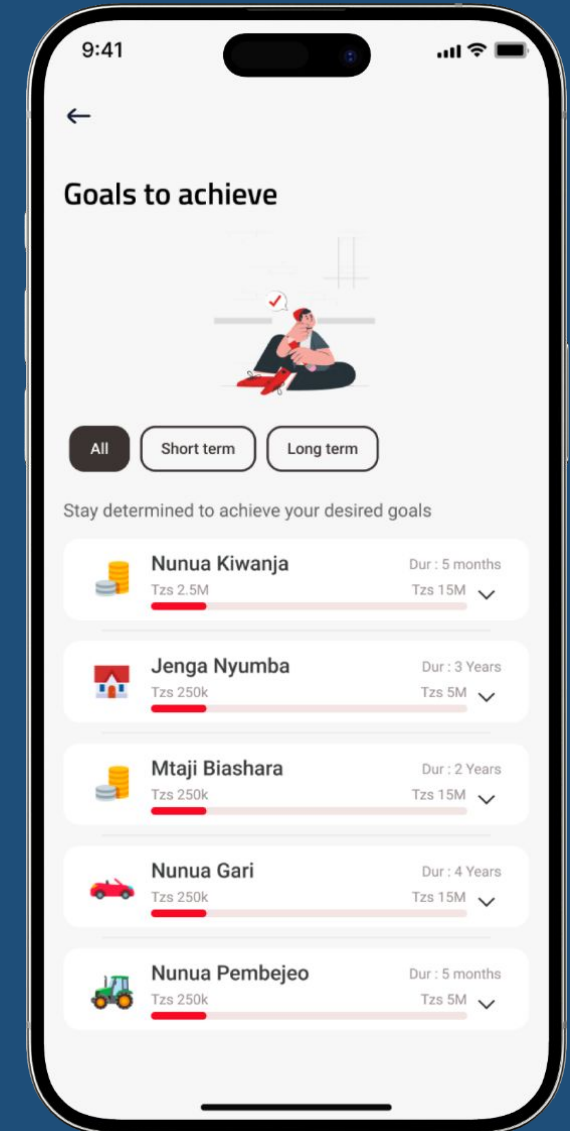 9:41
Goals to achieve
All
Short term
Long term
Stay determined to achieve your desired goals
Nunua Kiwanja
Dur : 5 months
Tzs 2.5M
Tzs 15M
Jenga Nyumba
Dur : 3 Years
Tzs 250k
Tzs 5M
Mtaji Biashara
Dur : 2 Years
Tzs 250k
Tzs 15M
Nunua Gari
Dur : 4 Years
Tzs 250k
Tzs 15M
Nunua Pembejeo
Dur : 5 months
Tzs 250k
Tzs 5M